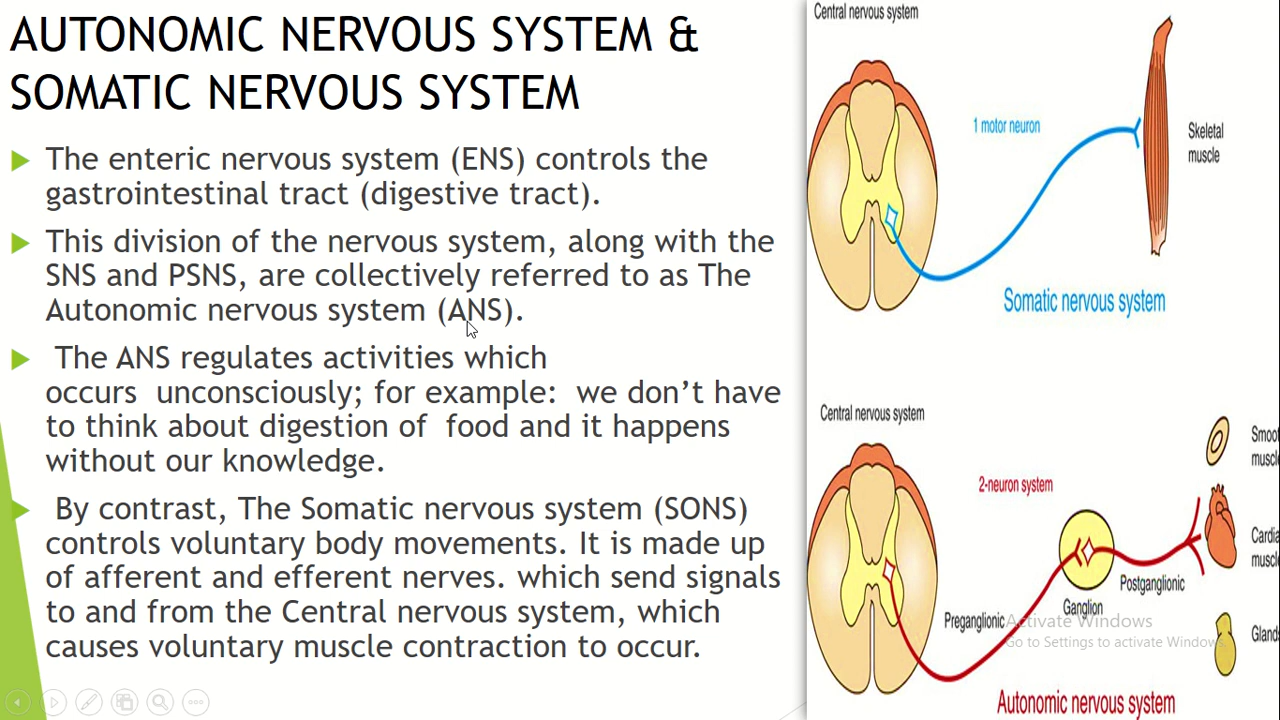 AUTONOMIC NERVOUS SYSTEM &
SOMATIC NERVOUS SYSTEM
The enteric nervous system (ENS) controls the
gastrointestinal tract (digestive tract).
This division of the nervous system, along with the
SNS and PSNS, are collectively referred to as The
Autonomic nervous system (ANS).
The ANS regulates activities which
occurs unconsciously; for example: we don't have
to think about digestion of food and it happens
without our knowledge.
By contrast, The Somatic nervous system (SONS)
controls voluntary body movements. It is made up
of afferent and efferent nerves. which send signals
to and from the Central nervous system, which
causes voluntary muscle contraction to occur.
Central nervous system
1 motor neuron
Skeletal
muscle
Somatic nervous system
Central nervous system
2-neuron system
Smoot
muscle
Cardia
muscle
Postganglionic
Ganglion
Preganglionic
Glands
Autonomic nervous system
Activate Windows
Go to Settings to activate Windows.